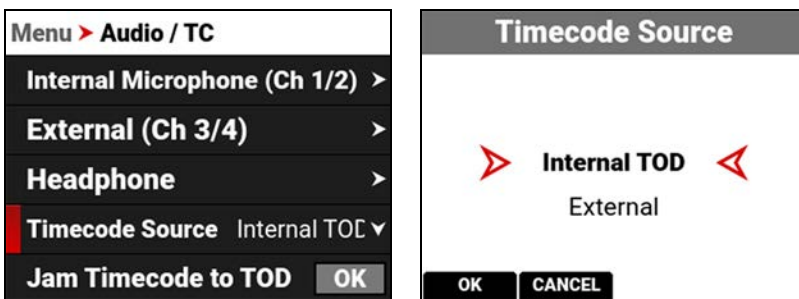 Menu > Audio / TC
Internal Microphone (Ch 1/2) >
External (Ch 3/4) >
Headphone >
Timecode Source Internal TOD
Jam Timecode to TOD OK
Timecode Source
Internal TOD
External
OK CANCEL